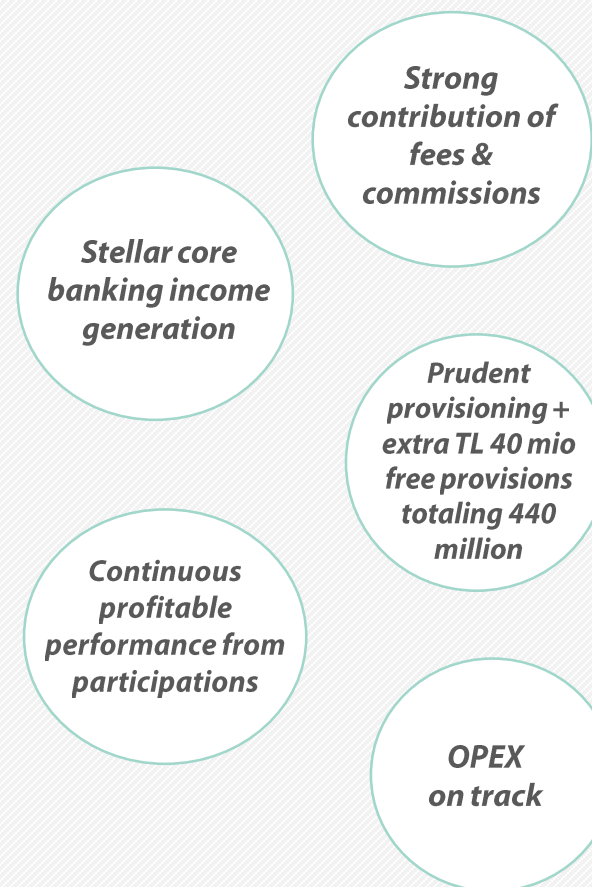 Strong
contribution of
fees &
commissions
Stellar core
banking income
generation
Prudent
provisioning +
extra TL 40 mio
free provisions
totaling 440
million
Continuous
profitable
performance from
participations
OPEX
on track